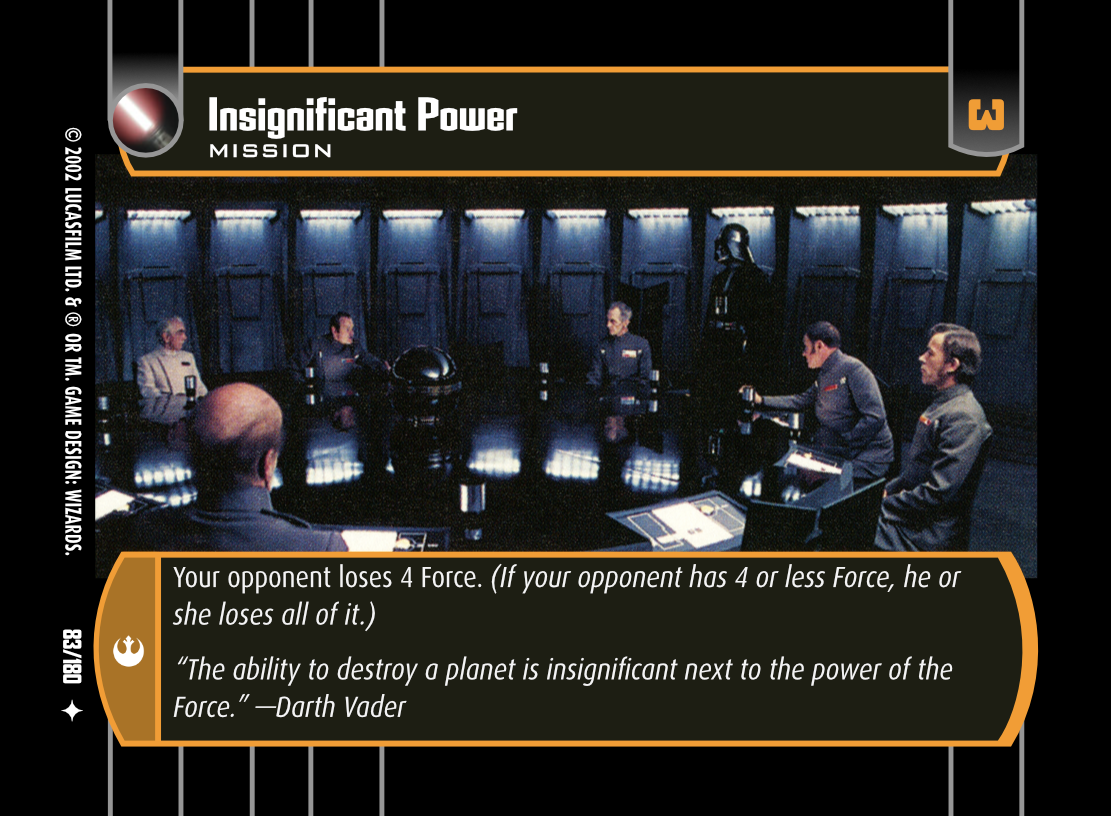 Insignificant Power
MISSION
3
© 2002 LUCASFILM LTD. & ® OR TM. GAME DESIGN: WIZARDS.
83/180
Your opponent loses 4 Force. (If your opponent has 4 or less Force, he or
she loses all of it.)
“The ability to destroy a planet is insignificant next to the power of the
Force.” —Darth Vader